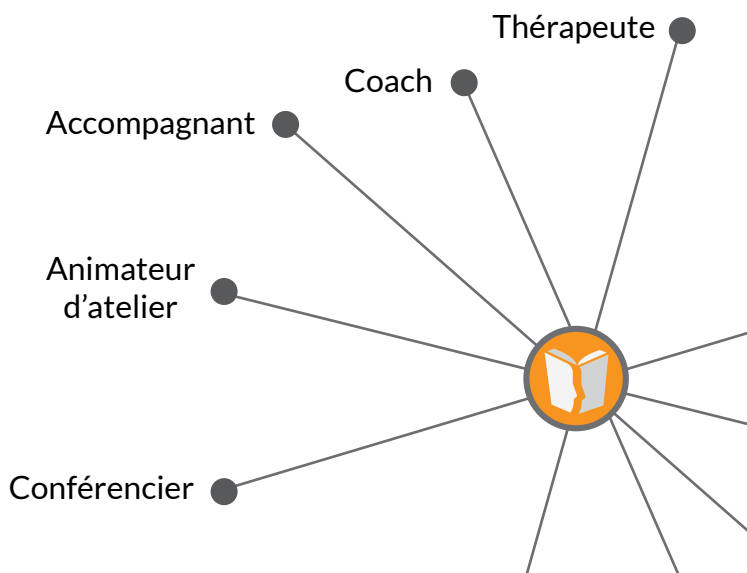 Thérapeute
Coach
Accompagnant
Animateur
d’atelier
Conférencier